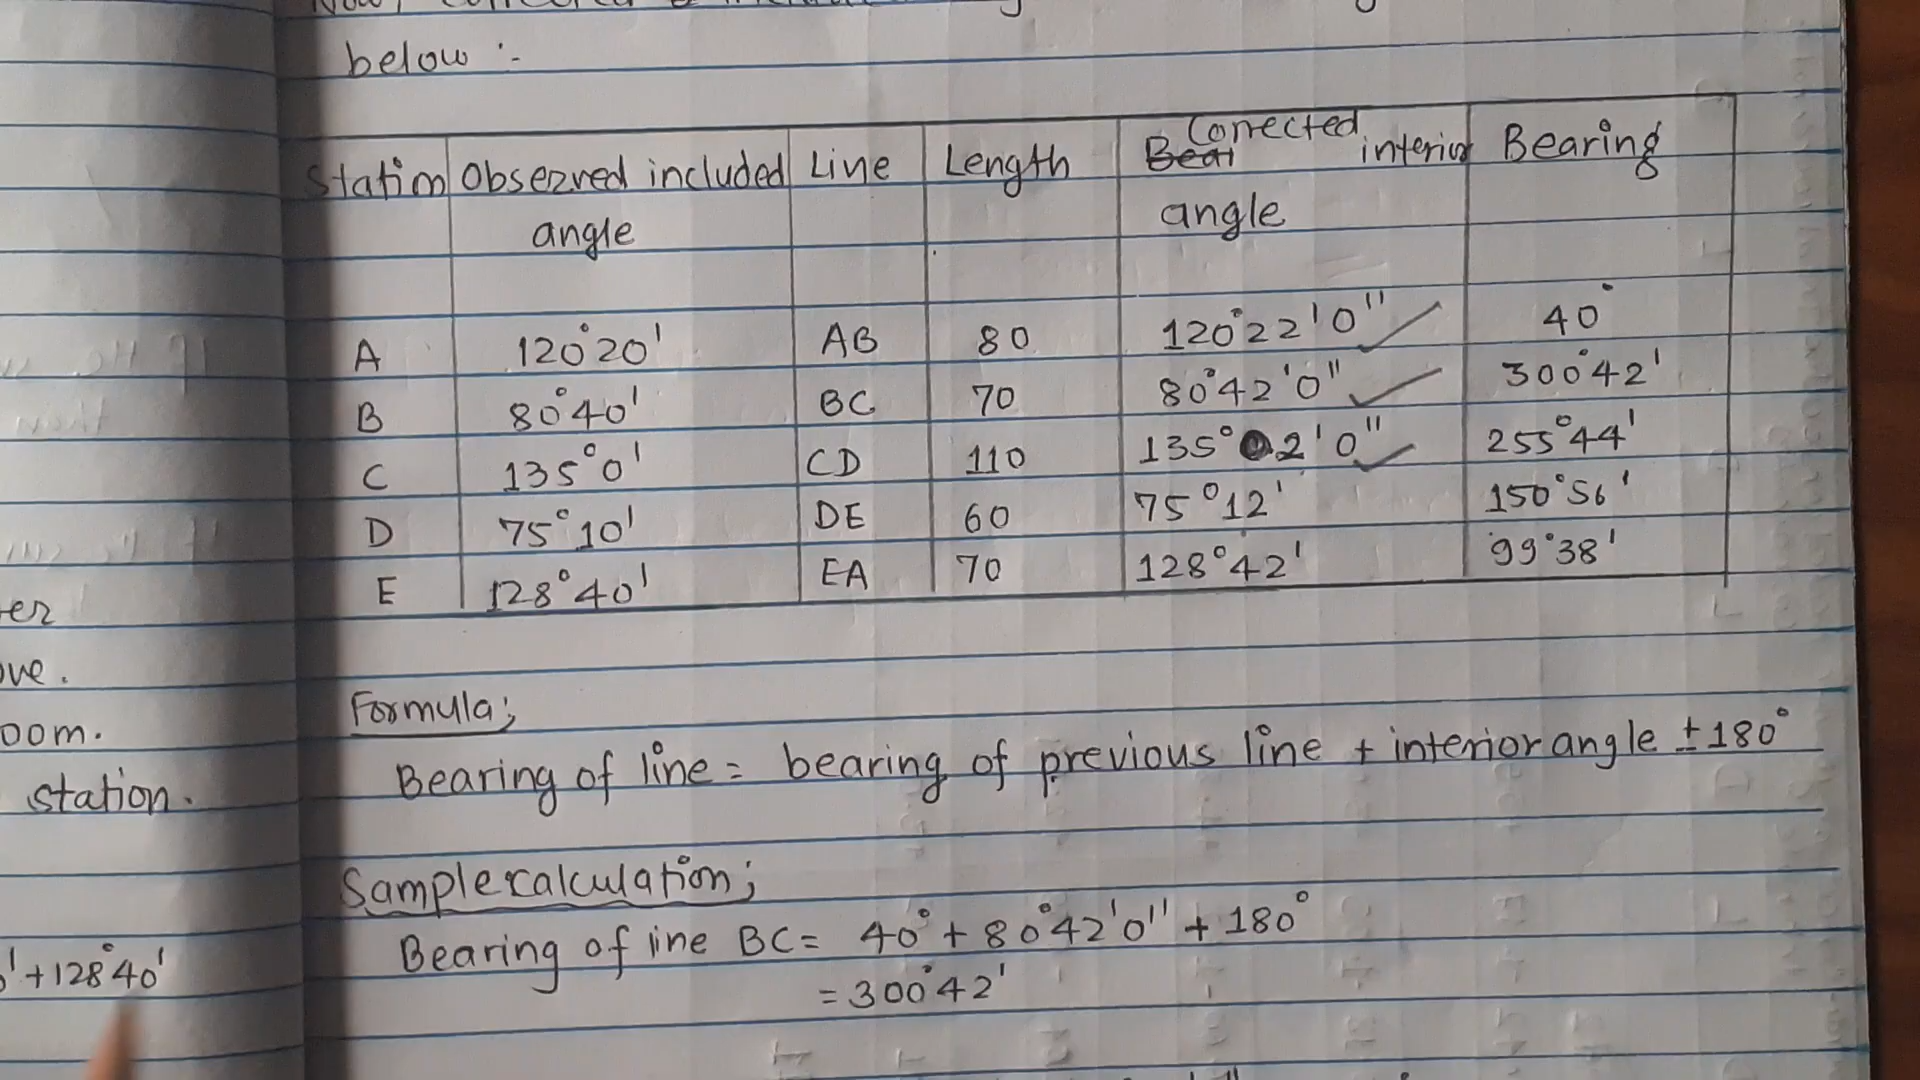 below :-
Station Observed included Line Length Corrected interior Bearing
angle angle
A 120°20' AB 80 120°22'0" 40°
B 80°40' BC 70 80°42'0" 300°42'
C 135°0' CD 110 135°02'0" 255°44'
D 75°10' DE 60 75°12' 150°56'
E 128°40' EA 70 128°42' 99°38'
ve.
oom.
station.
Formula;
Bearing of line = bearing of previous line + interior angle ± 180°
Sample calculation;
Bearing of line BC = 40° + 80°42'0" + 180°
= 300°42'
+128°40'